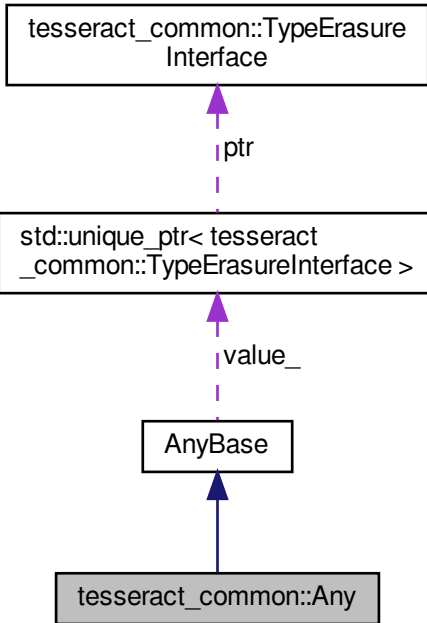 tesseract_common::TypeErasure
Interface
ptr
std::unique_ptr< tesseract
_common::TypeErasureInterface >
value_
AnyBase
tesseract_common::Any